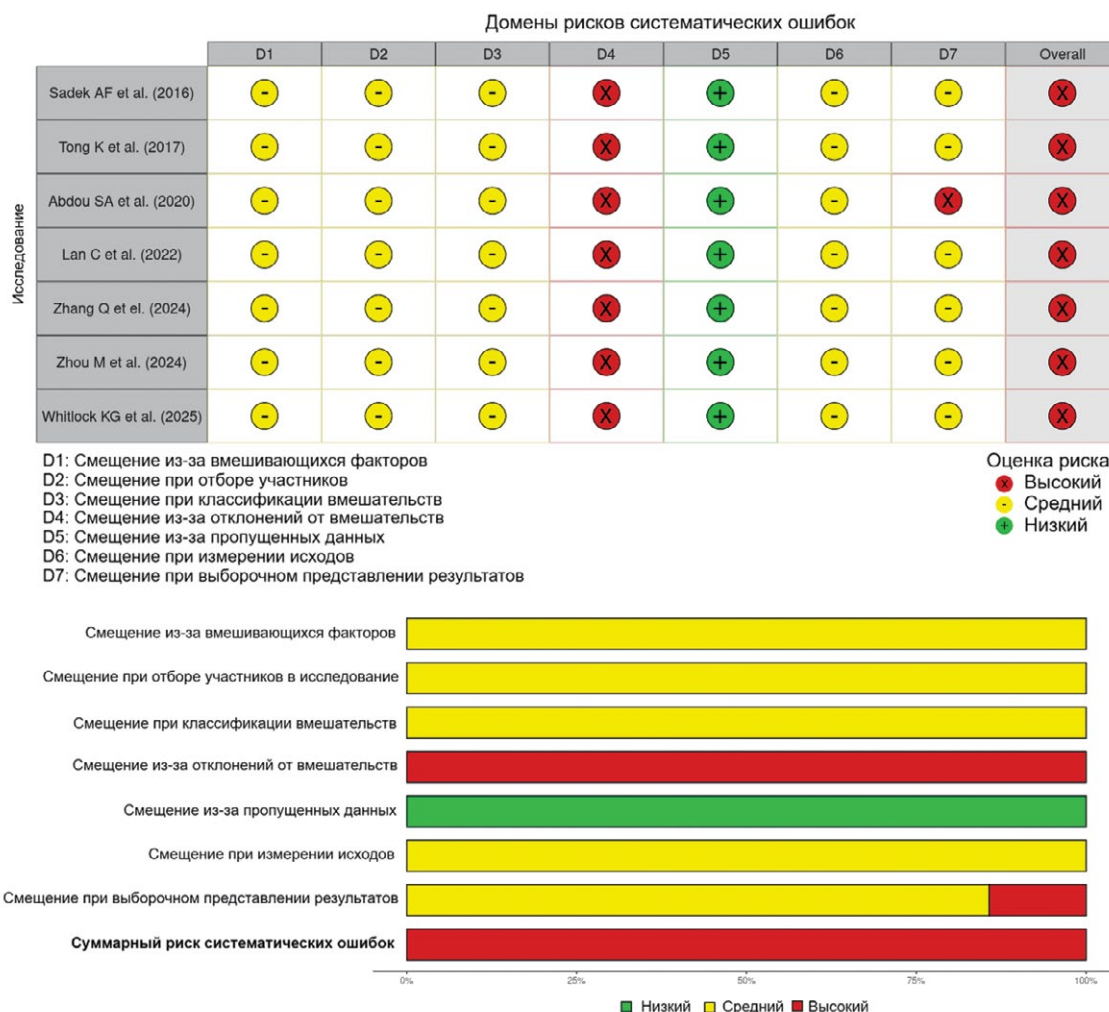 Домены рисков систематических ошибок
D1 D2 D3 D4 D5 D6 D7 Overall
Исследование
Sadek AF et al. (2016) - - - X + - - X
Tong K et al. (2017) - - - X + - - X
Abdou SA et al. (2020) - - - X + - X X
Lan C et al. (2022) - - - X + - - X
Zhang Q et el. (2024) - - - X + - - X
Zhou M et al. (2024) - - - X + - - X
Whitlock KG et al. (2025) - - - X + - - X
D1: Смещение из-за вмешивающихся факторов
D2: Смещение при отборе участников
D3: Смещение при классификации вмешательств
D4: Смещение из-за отклонений от вмешательств
D5: Смещение из-за пропущенных данных
D6: Смещение при измерении исходов
D7: Смещение при выборочном представлении результатов
Оценка риска
X Высокий
- Средний
+ Низкий
Смещение из-за вмешивающихся факторов
Смещение при отборе участников в исследование
Смещение при классификации вмешательств
Смещение из-за отклонений от вмешательств
Смещение из-за пропущенных данных
Смещение при измерении исходов
Смещение при выборочном представлении результатов
Суммарный риск систематических ошибок
0% 25% 50% 75% 100%
Низкий Средний Высокий